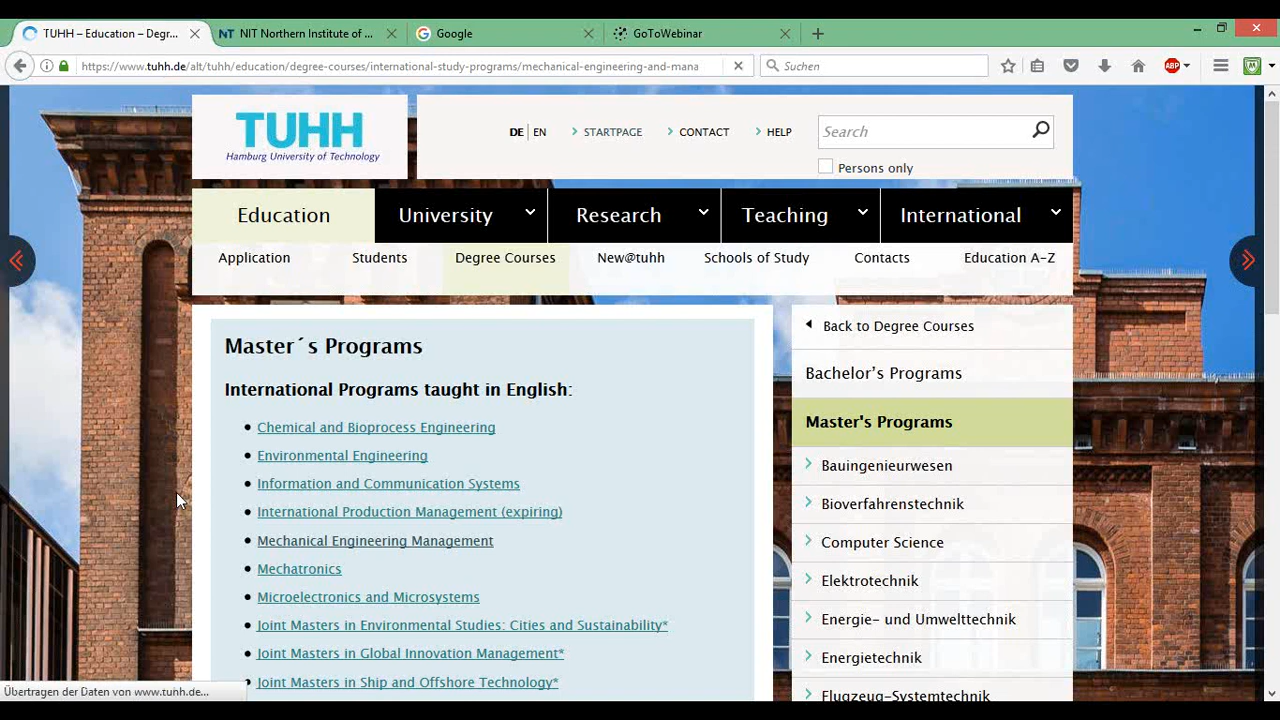 TUHH – Education – Degr...
NIT Northern Institute of ...
Google
GoToWebinar
https://www.tuhh.de/alt/tuhh/education/degree-courses/international-study-programs/mechanical-engineering-and-mana
Suchen
ABP
TUHH
Hamburg University of Technology
DE | EN
STARTPAGE
CONTACT
HELP
Search
Persons only
Education
University
Research
Teaching
International
Application
Students
Degree Courses
New@tuhh
Schools of Study
Contacts
Education A-Z
Master´s Programs
International Programs taught in English:
Chemical and Bioprocess Engineering
Environmental Engineering
Information and Communication Systems
International Production Management (expiring)
Mechanical Engineering Management
Mechatronics
Microelectronics and Microsystems
Joint Masters in Environmental Studies: Cities and Sustainability*
Joint Masters in Global Innovation Management*
Joint Masters in Ship and Offshore Technology*
Back to Degree Courses
Bachelor’s Programs
Master's Programs
Bauingenieurwesen
Bioverfahrenstechnik
Computer Science
Elektrotechnik
Energie- und Umwelttechnik
Energietechnik
Flugzeug-Systemtechnik
Übertragen der Daten von www.tuhh.de...